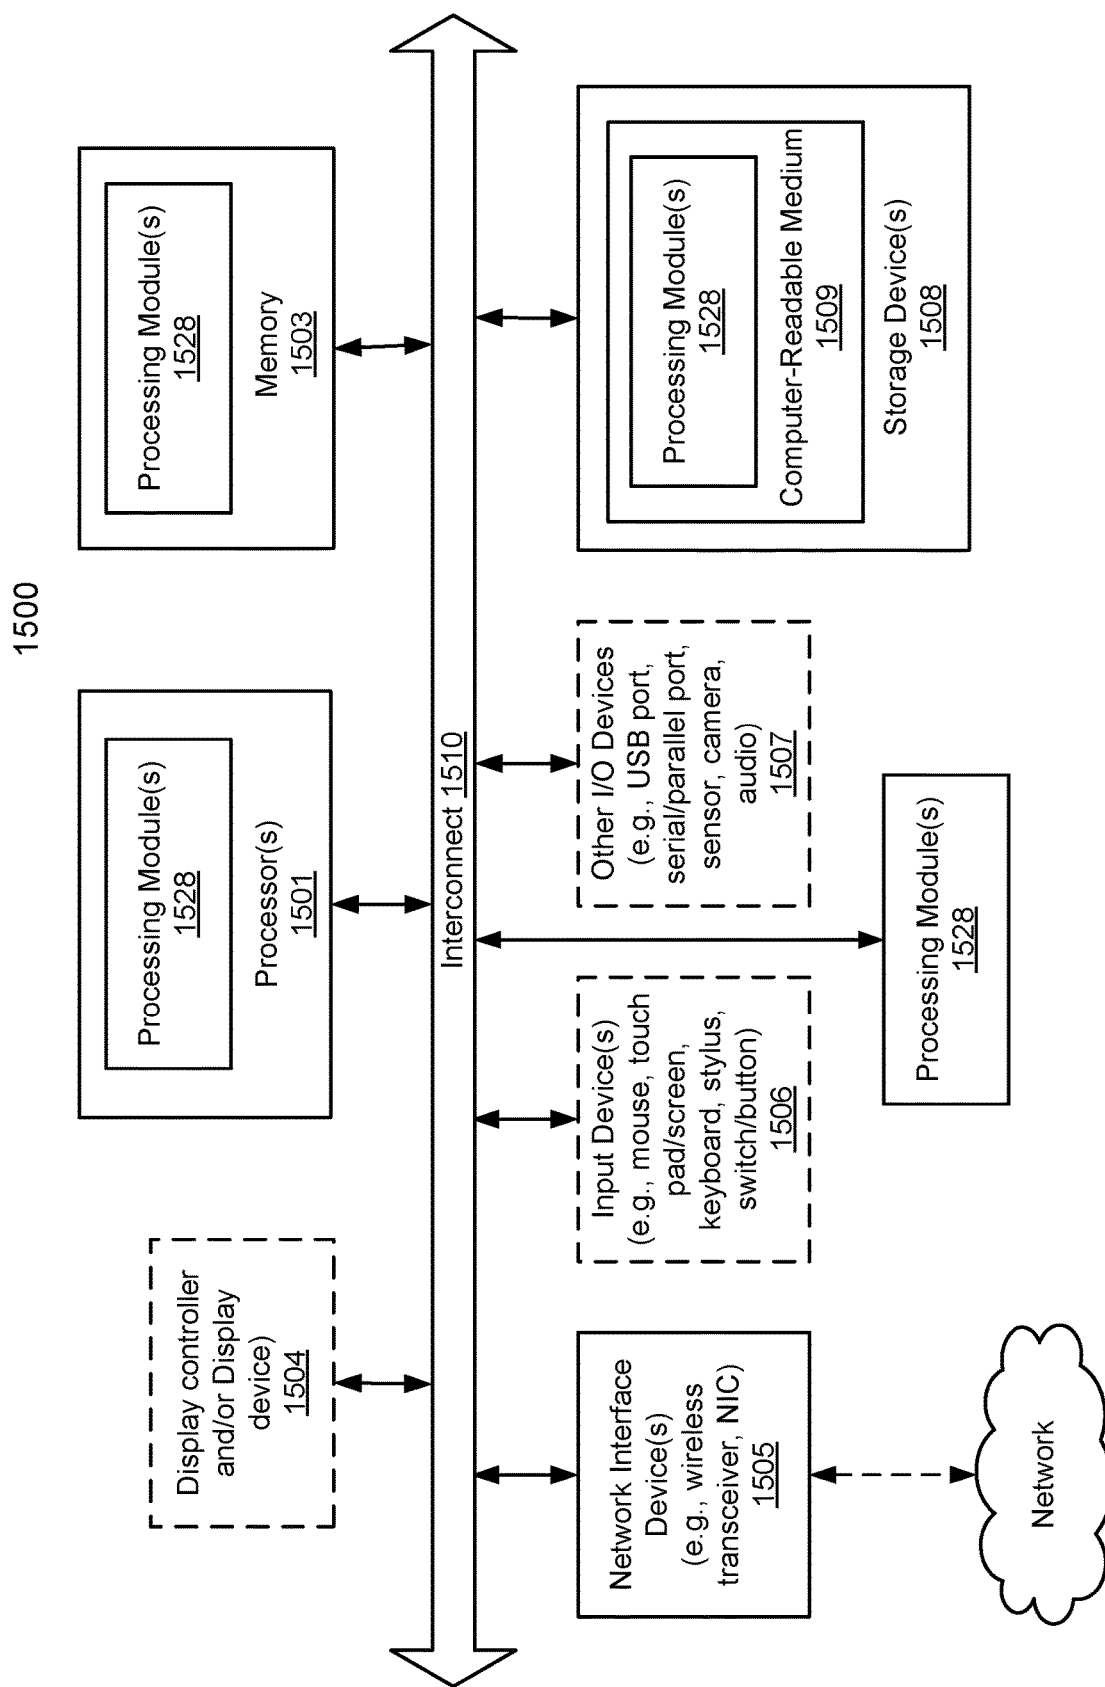 1500
Display controller
and/or Display
device)
1504
Processing Module(s)
1528
Processor(s)
1501
Processing Module(s)
1528
Memory
1503
Interconnect 1510
Network Interface
Device(s)
(e.g., wireless
transceiver, NIC)
1505
Input Device(s)
(e.g., mouse, touch
pad/screen,
keyboard, stylus,
switch/button)
1506
Other I/O Devices
(e.g., USB port,
serial/parallel port,
sensor, camera,
audio)
1507
Processing Module(s)
1528
Computer-Readable Medium
1509
Storage Device(s)
1508
Processing Module(s)
1528
Network